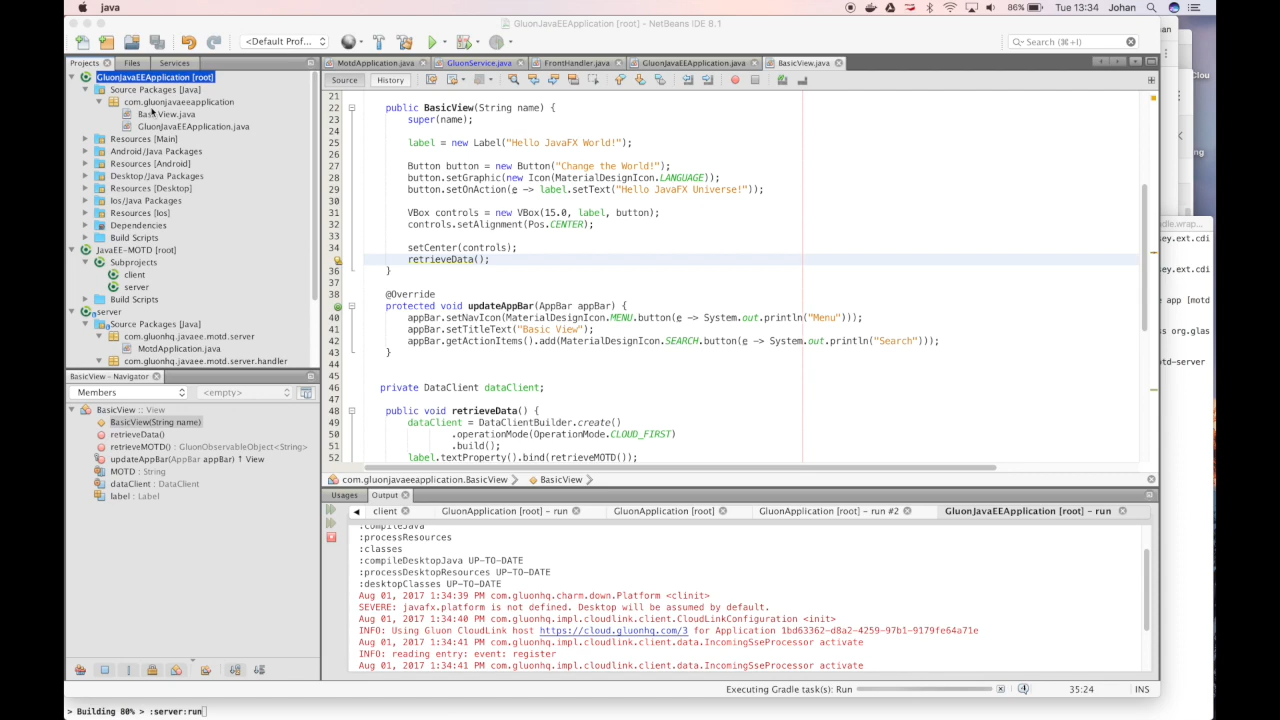 java
86%
Tue 13:34
Johan
GluonJavaEEApplication [root] - NetBeans IDE 8.1
<Default Prof...
Search (⌘+I)
Projects
Files
Services
MotdApplication.java
GluonService.java
FrontHandler.java
GluonJavaEEApplication.java
BasicView.java
Source
History
GluonJavaEEApplication [root]
Source Packages [Java]
com.gluonjavaeeapplication
BasicView.java
GluonJavaEEApplication.java
Resources [Main]
Android/Java Packages
Resources [Android]
Desktop/Java Packages
Resources [Desktop]
Ios/Java Packages
Resources [Ios]
Dependencies
Build Scripts
JavaEE-MOTD [root]
Subprojects
client
server
Build Scripts
server
Source Packages [Java]
com.gluonhq.javaee.motd.server
MotdApplication.java
com.gluonhq.javaee.motd.server.handler
21
22 public BasicView(String name) {
23 super(name);
24
25 label = new Label("Hello JavaFX World!");
26
27 Button button = new Button("Change the World!");
28 button.setGraphic(new Icon(MaterialDesignIcon.LANGUAGE));
29 button.setOnAction(e -> label.setText("Hello JavaFX Universe!"));
30
31 VBox controls = new VBox(15.0, label, button);
32 controls.setAlignment(Pos.CENTER);
33
34 setCenter(controls);
retrieveData();
36 }
37
38 @Override
39 protected void updateAppBar(AppBar appBar) {
40 appBar.setNavIcon(MaterialDesignIcon.MENU.button(e -> System.out.println("Menu")));
41 appBar.setTitleText("Basic View");
42 appBar.getActionItems().add(MaterialDesignIcon.SEARCH.button(e -> System.out.println("Search")));
43 }
44
45
46 private DataClient dataClient;
47
48 public void retrieveData() {
49 dataClient = DataClientBuilder.create()
50 .operationMode(OperationMode.CLOUD_FIRST)
51 .build();
52 label.textProperty().bind(retrieveMOTD());
com.gluonjavaeeapplication.BasicView
BasicView
BasicView - Navigator
Members
<empty>
BasicView :: View
BasicView(String name)
retrieveData()
retrieveMOTD() : GluonObservableObject<String>
updateAppBar(AppBar appBar) ↑ View
MOTD : String
dataClient : DataClient
label : Label
Usages
Output
client
GluonApplication [root] - run
GluonApplication [root]
GluonApplication [root] - run #2
GluonJavaEEApplication [root] - run
:compileJava
:processResources
:classes
:compileDesktopJava UP-TO-DATE
:processDesktopResources UP-TO-DATE
:desktopClasses UP-TO-DATE
Aug 01, 2017 1:34:39 PM com.gluonhq.charm.down.Platform <clinit>
SEVERE: javafx.platform is not defined. Desktop will be assumed by default.
Aug 01, 2017 1:34:40 PM com.gluonhq.impl.cloudlink.client.CloudLinkConfiguration <init>
INFO: Using Gluon CloudLink host https://cloud.gluonhq.com/3 for Application 1bd63362-d8a2-4259-97b1-9179fe64a71e
Aug 01, 2017 1:34:41 PM com.gluonhq.impl.cloudlink.client.data.IncomingSseProcessor activate
INFO: reading entry: event: register
Aug 01, 2017 1:34:41 PM com.gluonhq.impl.cloudlink.client.data.IncomingSseProcessor activate
Executing Gradle task(s): Run
35:24
INS
> Building 80% > :server:run
Clou
ng
dle.wrap...
sey.ext.cdi
sey.ext.cdi
e app [motd
ss org.glas
otd-server